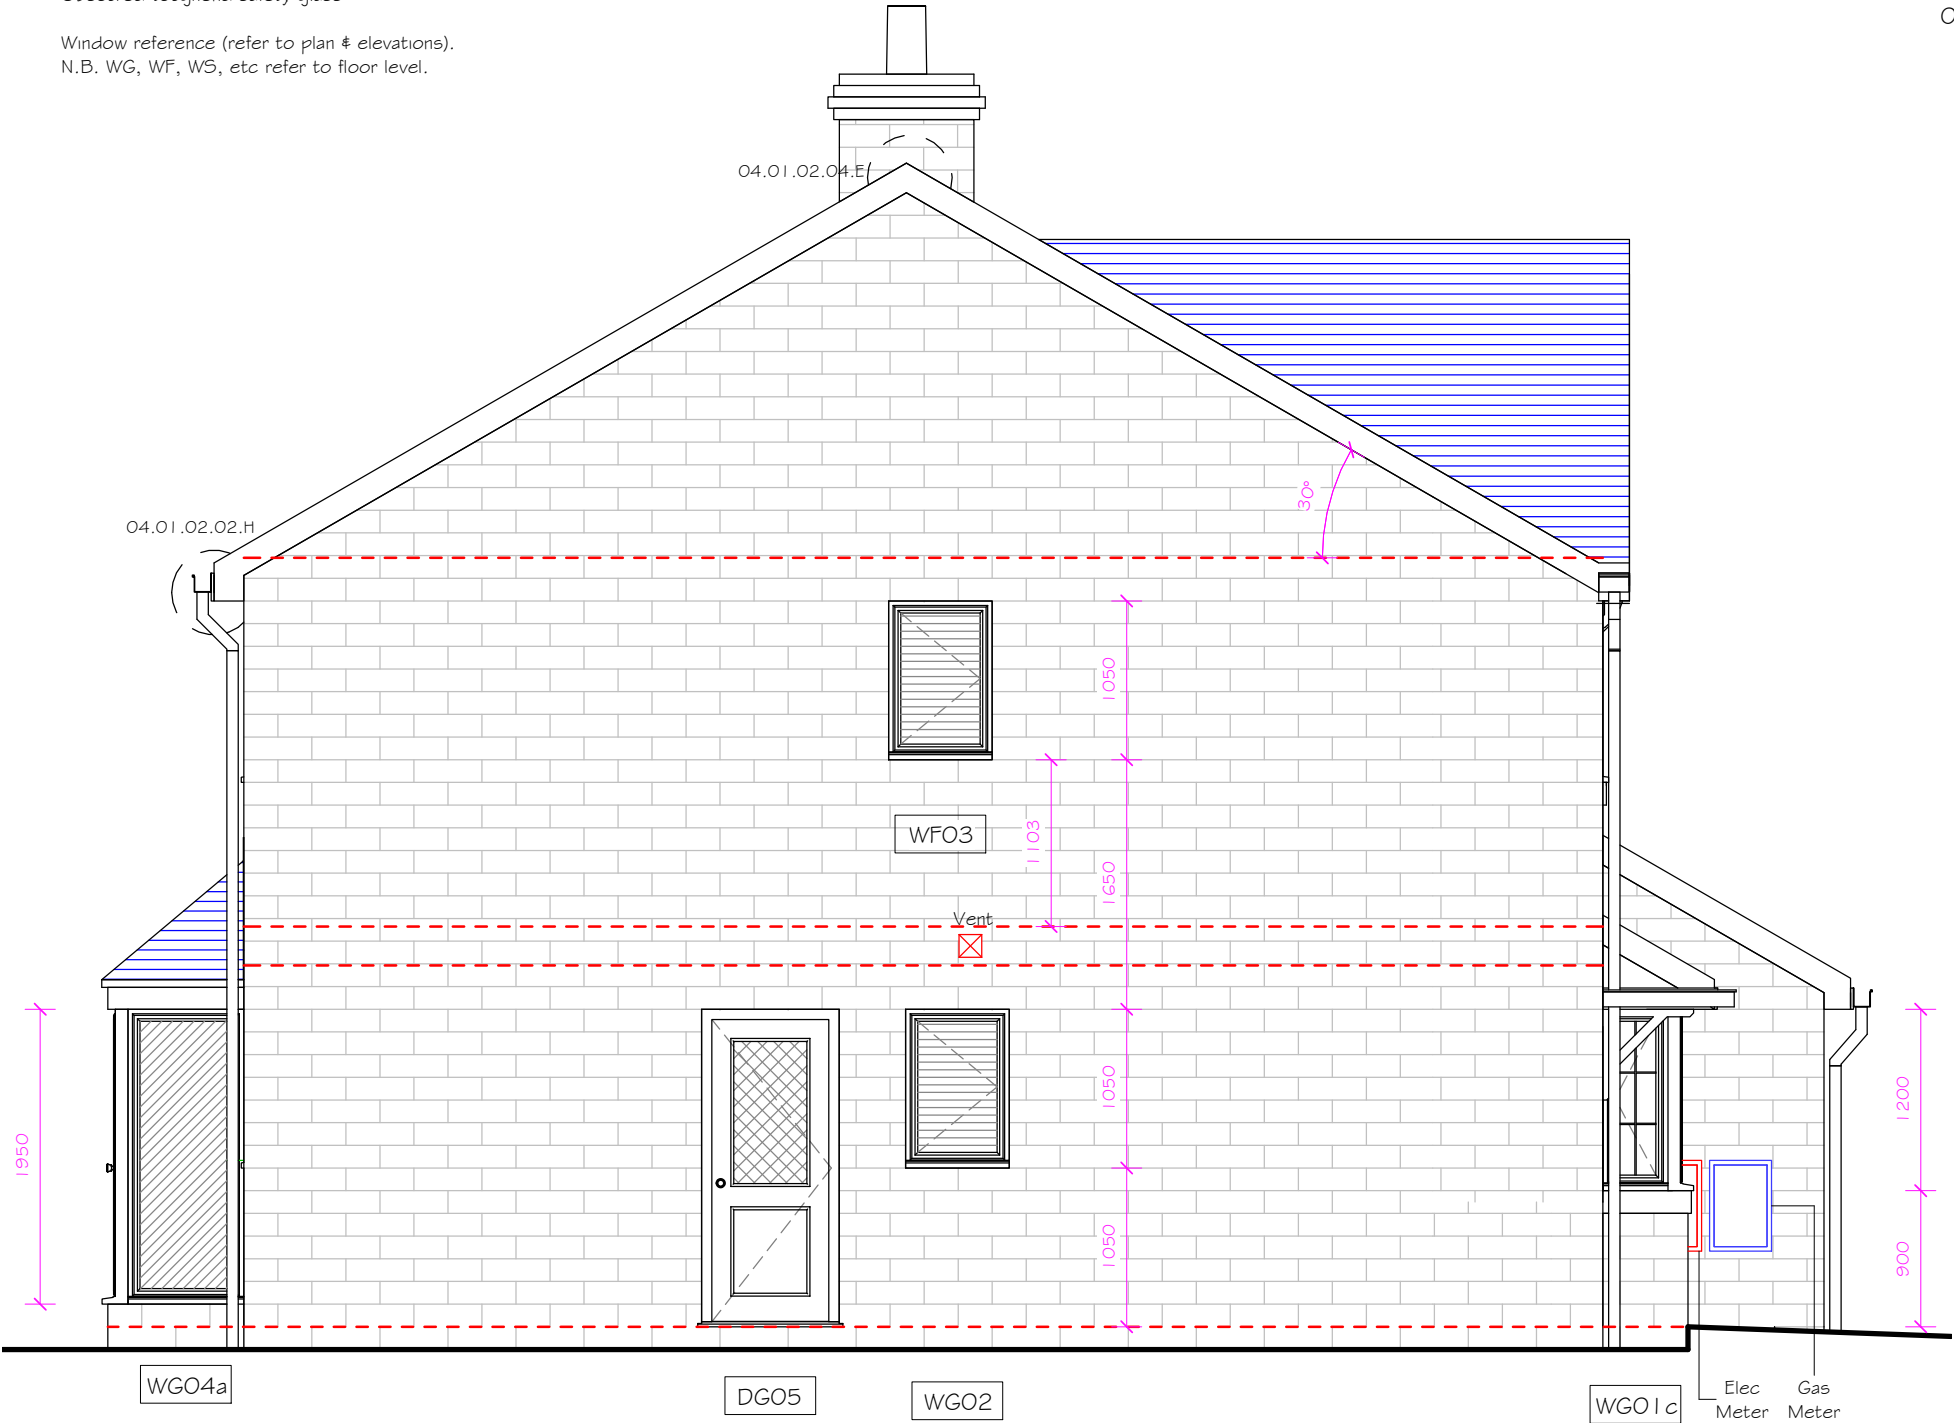 Window reference (refer to plan & elevations).
N.B. WG, WF, WS, etc refer to floor level.
04.01.02.04.E
04.01.02.02.H
30°
1050
WF03
1103
1650
Vent
1950
1050
1200
1050
900
WG04a
DG05
WG02
WG01c
Elec
Meter
Gas
Meter